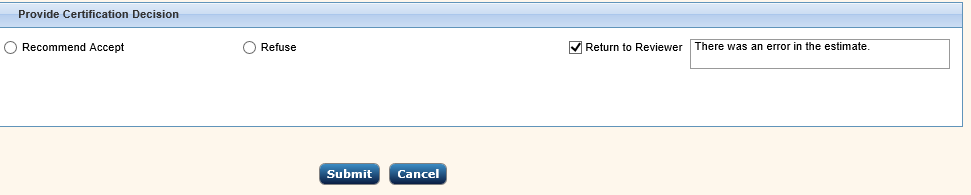 Provide Certification Decision
Recommend Accept Refuse Return to Reviewer There was an error in the estimate.
Submit Cancel